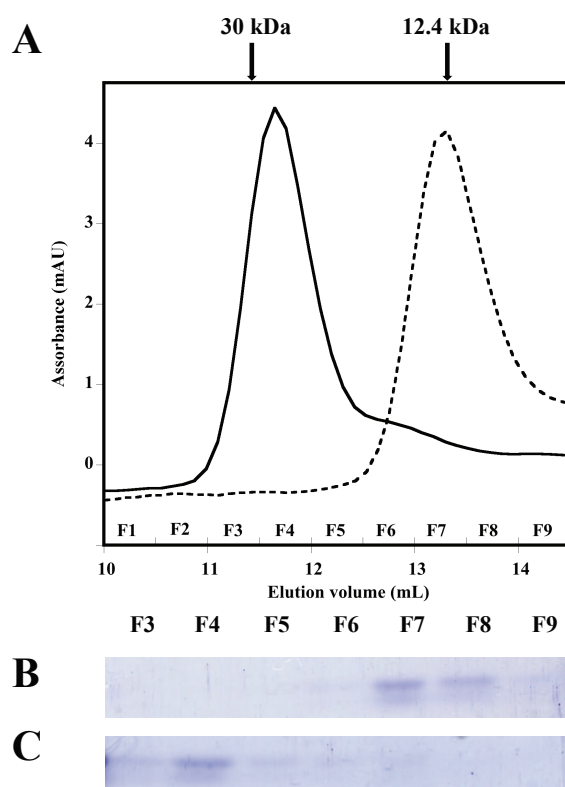 A
30 kDa 12.4 kDa
4
3
2
1
0
Assorbance (mAU)
F1 F2 F3 F4 F5 F6 F7 F8 F9
10 11 12 13 14
Elution volume (mL)
F3 F4 F5 F6 F7 F8 F9
B
C